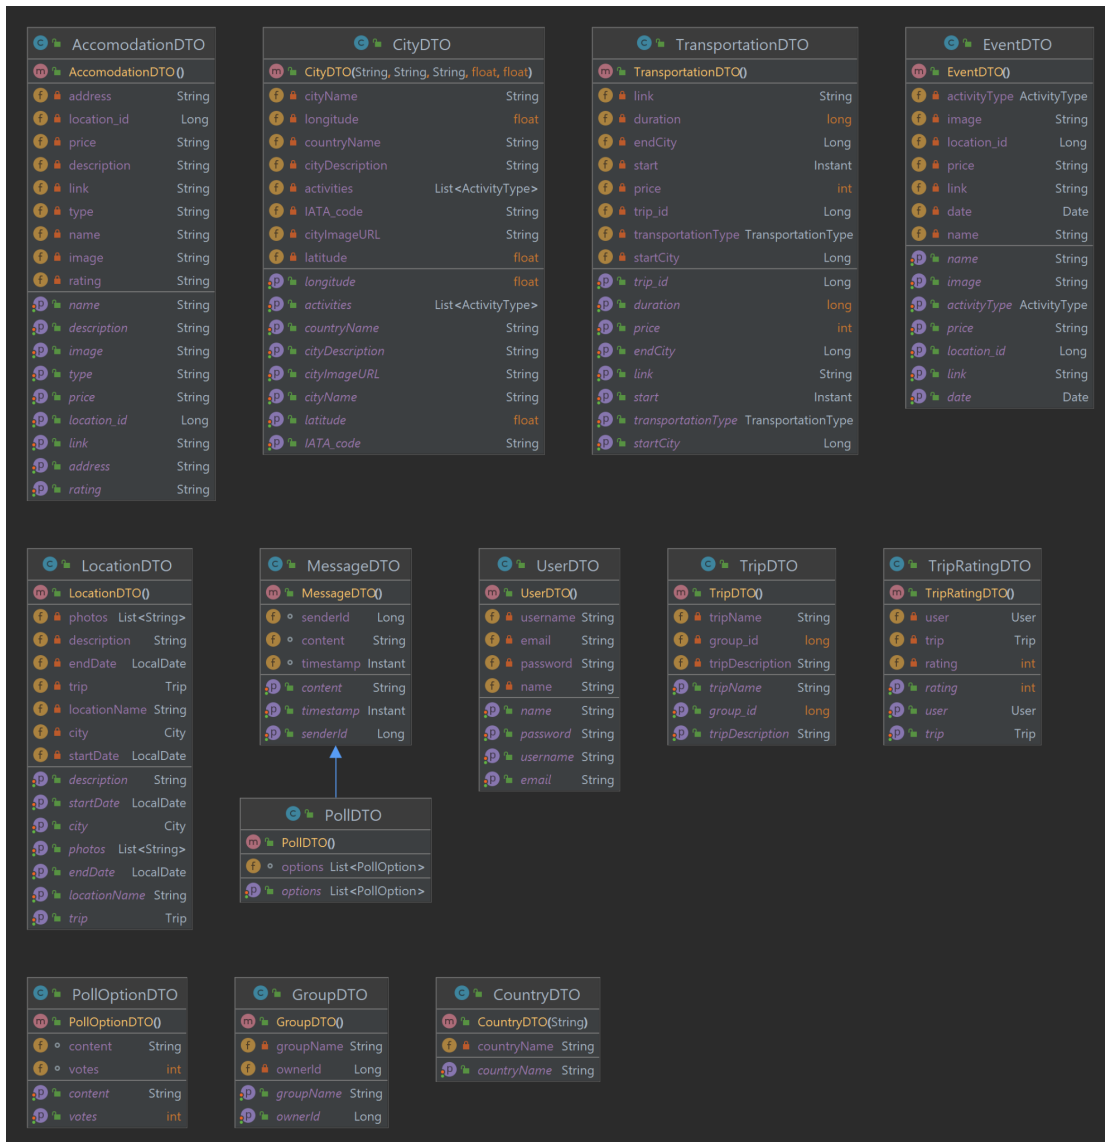 AccomodationDTO
AccomodationDTO()
address String
location_id Long
price String
description String
link String
type String
name String
image String
rating String
name String
description String
image String
type String
price String
location_id Long
link String
address String
rating String
CityDTO
CityDTO(String, String, String, float, float)
cityName String
longitude float
countryName String
cityDescription String
activities List<ActivityType>
IATA_code String
cityImageURL String
latitude float
longitude float
activities List<ActivityType>
countryName String
cityDescription String
cityImageURL String
cityName String
latitude float
IATA_code String
TransportationDTO
TransportationDTO()
link String
duration long
endCity Long
start Instant
price int
trip_id Long
transportationType TransportationType
startCity Long
trip_id Long
duration long
price int
endCity Long
link String
start Instant
transportationType TransportationType
startCity Long
EventDTO
EventDTO()
activityType ActivityType
image String
location_id Long
price String
link String
date Date
name String
name String
image String
activityType ActivityType
price String
location_id Long
link String
date Date
LocationDTO
LocationDTO()
photos List<String>
description String
endDate LocalDate
trip Trip
locationName String
city City
startDate LocalDate
description String
startDate LocalDate
city City
photos List<String>
endDate LocalDate
locationName String
trip Trip
MessageDTO
MessageDTO()
senderId Long
content String
timestamp Instant
content String
timestamp Instant
senderId Long
PollDTO
PollDTO()
options List<PollOption>
options List<PollOption>
UserDTO
UserDTO()
username String
email String
password String
name String
name String
password String
username String
email String
TripDTO
TripDTO()
tripName String
group_id long
tripDescription String
tripName String
group_id long
tripDescription String
TripRatingDTO
TripRatingDTO()
user User
trip Trip
rating int
rating int
user User
trip Trip
PollOptionDTO
PollOptionDTO()
content String
votes int
content String
votes int
GroupDTO
GroupDTO()
groupName String
ownerId Long
groupName String
ownerId Long
CountryDTO
CountryDTO(String)
countryName String
countryName String